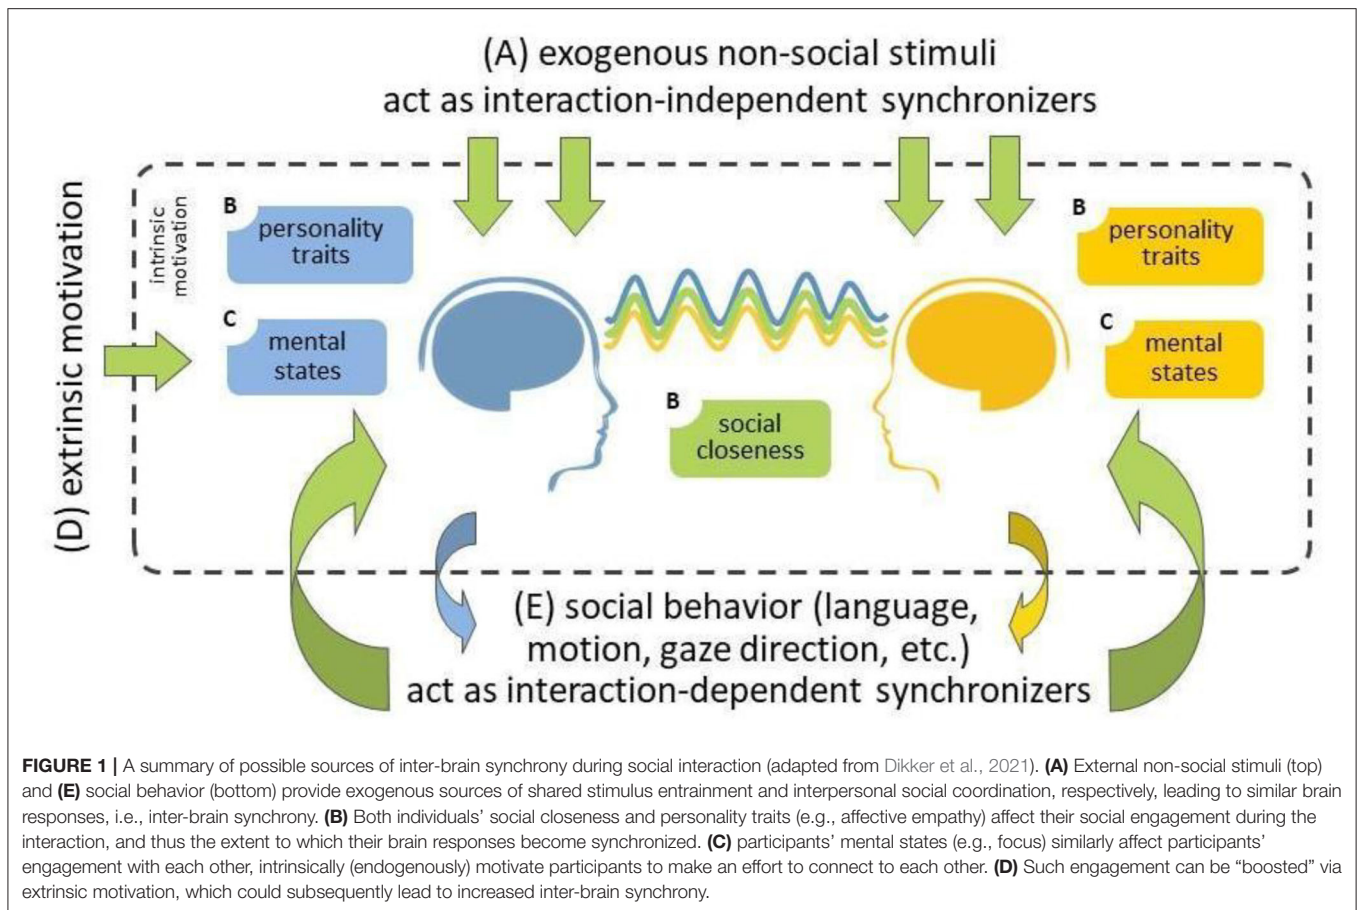 (A) exogenous non-social stimuli
act as interaction-independent synchronizers
(D) extrinsic motivation
intrinsic
motivation
B
personality
traits
C
mental
states
B
social
closeness
B
personality
traits
C
mental
states
(E) social behavior (language,
motion, gaze direction, etc.)
act as interaction-dependent synchronizers
FIGURE 1 | A summary of possible sources of inter-brain synchrony during social interaction (adapted from Dikker et al., 2021). (A) External non-social stimuli (top)
and (E) social behavior (bottom) provide exogenous sources of shared stimulus entrainment and interpersonal social coordination, respectively, leading to similar brain
responses, i.e., inter-brain synchrony. (B) Both individuals' social closeness and personality traits (e.g., affective empathy) affect their social engagement during the
interaction, and thus the extent to which their brain responses become synchronized. (C) participants' mental states (e.g., focus) similarly affect participants'
engagement with each other, intrinsically (endogenously) motivate participants to make an effort to connect to each other. (D) Such engagement can be "boosted" via
extrinsic motivation, which could subsequently lead to increased inter-brain synchrony.